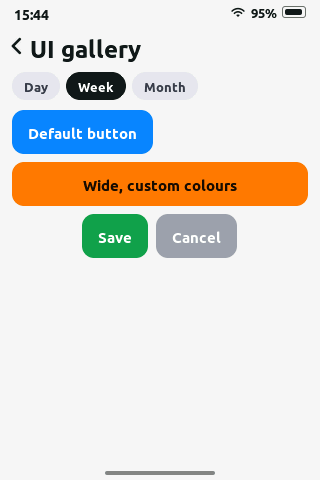 15:44
95%
UI gallery
Day Week Month
Default button
Wide, custom colours
Save Cancel